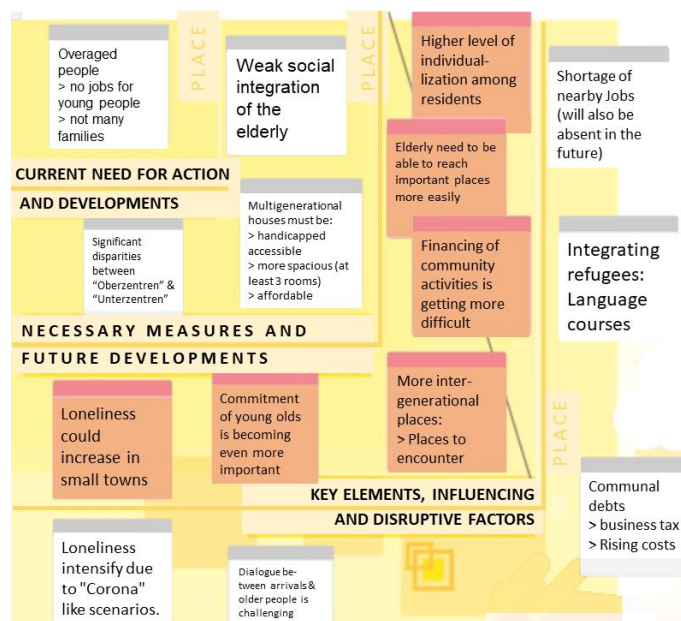 Overaged
people
> no jobs for
young people
> not many
families
PLACE
Weak social
integration
of the
elderly
PLACE
Higher level of
individual-
lization among
residents
Shortage of
nearby Jobs
(will also be
absent in the
future)
Elderly need to be
able to reach
important places
more easily
CURRENT NEED FOR ACTION
AND DEVELOPMENTS
Multigenerational
houses must be:
> handicapped
accessible
> more spacious (at
least 3 rooms)
> affordable
Significant
disparities
between
"Oberzentren" &
"Unterzentren"
Financing of
community
activities is
getting more
difficult
Integrating
refugees:
Language
courses
NECESSARY MEASURES AND
FUTURE DEVELOPMENTS
Loneliness
could
increase in
small towns
Commitment
of young olds
is becoming
even more
important
More inter-
generational
places:
> Places to
encounter
PLACE
KEY ELEMENTS, INFLUENCING
AND DISRUPTIVE FACTORS
Communal
debts
> business tax
> Rising costs
Loneliness
intensify due
to "Corona"
like scenarios.
Dialogue be-
tween arrivals &
older people is
challenging